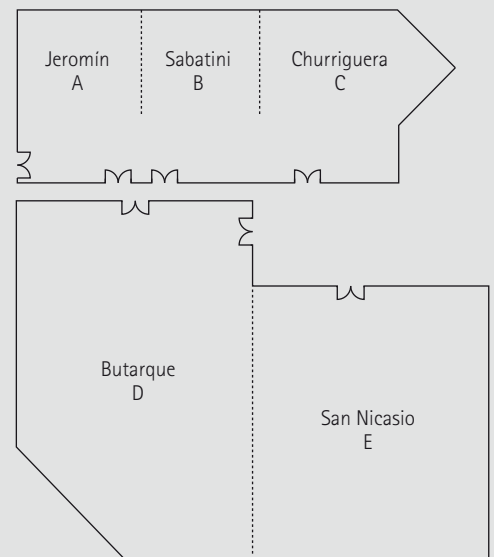 Jeromín
A
Sabatini
B
Churriguera
C
Butarque
D
San Nicasio
E